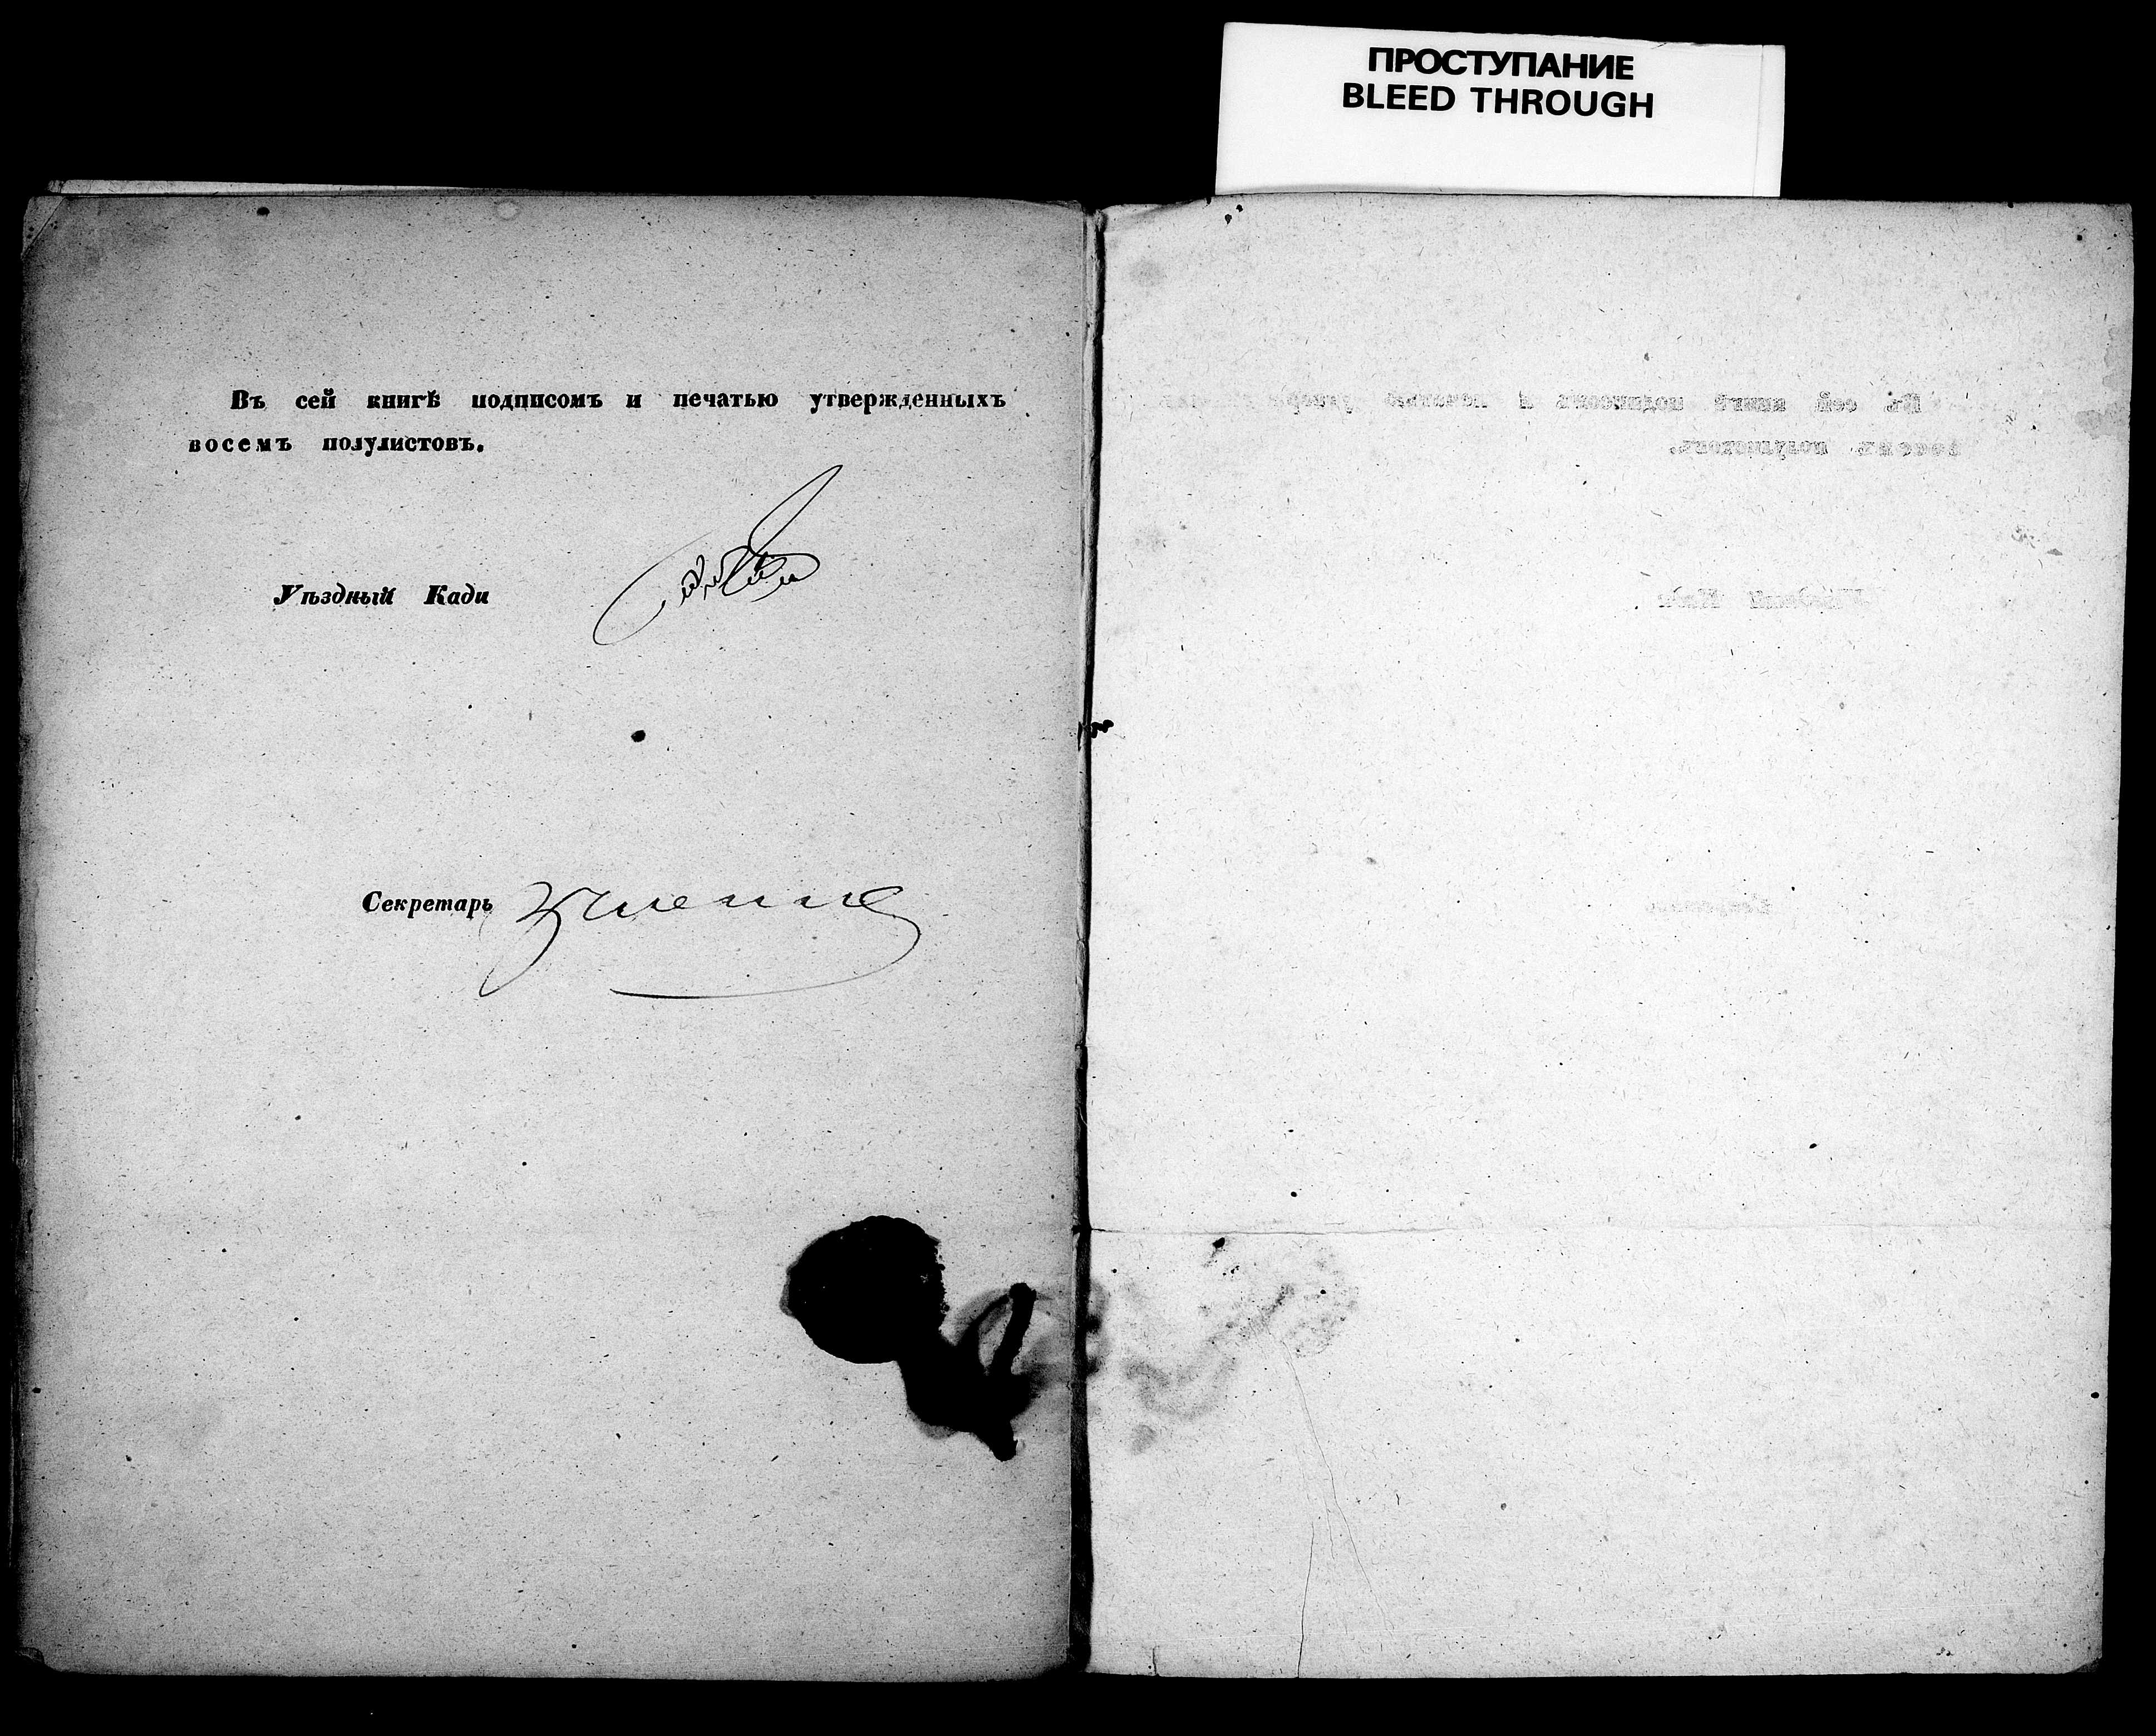 ПРОСТУПАНИЕ
BLEED THROUGH
Въ сей книгѣ подписомъ и печатью утвержденныхъ
восемъ полулистовъ.
Уѣздный Кади
Секретарь